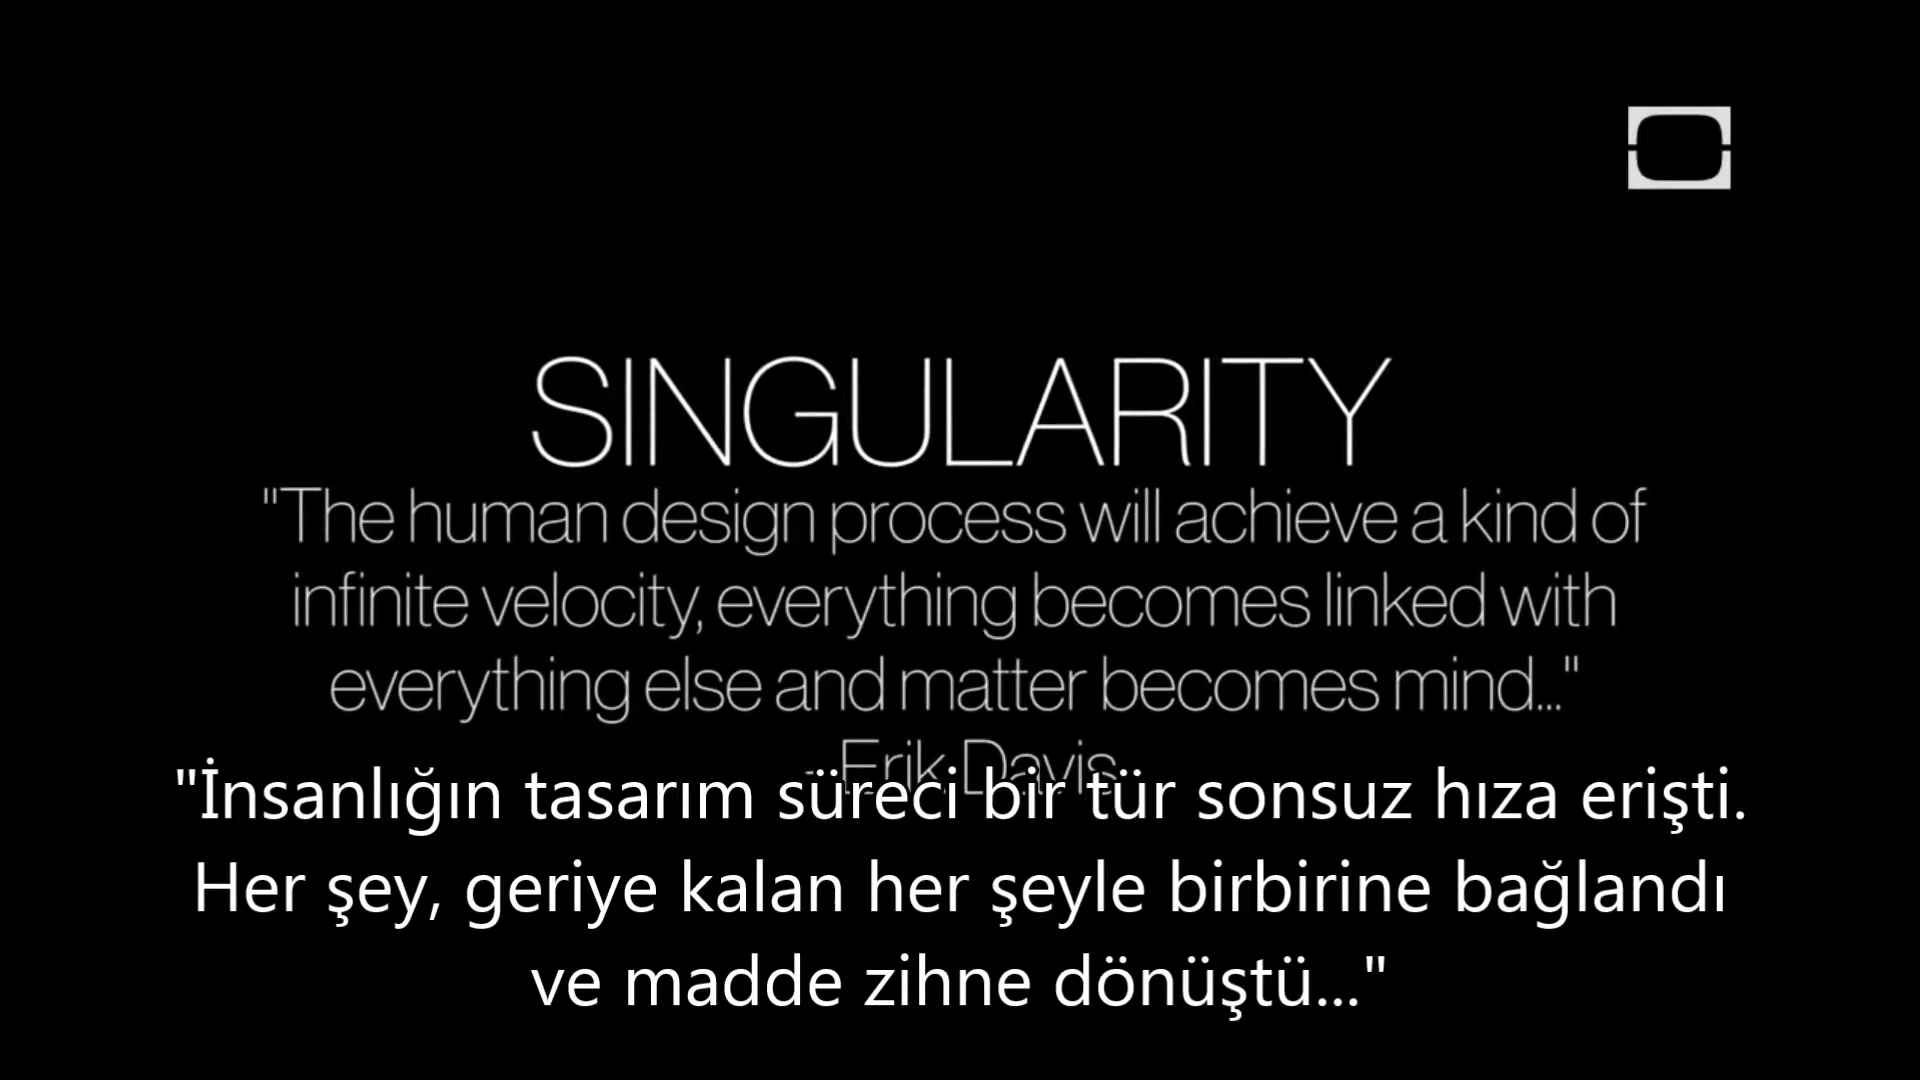 SINGULARITY
"The human design process will achieve a kind of
infinite velocity, everything becomes linked with
everything else and matter becomes mind..."
- Erik Davis
"İnsanlığın tasarım süreci bir tür sonsuz hıza erişti.
Her şey, geriye kalan her şeyle birbirine bağlandı
ve madde zihne dönüştü..."